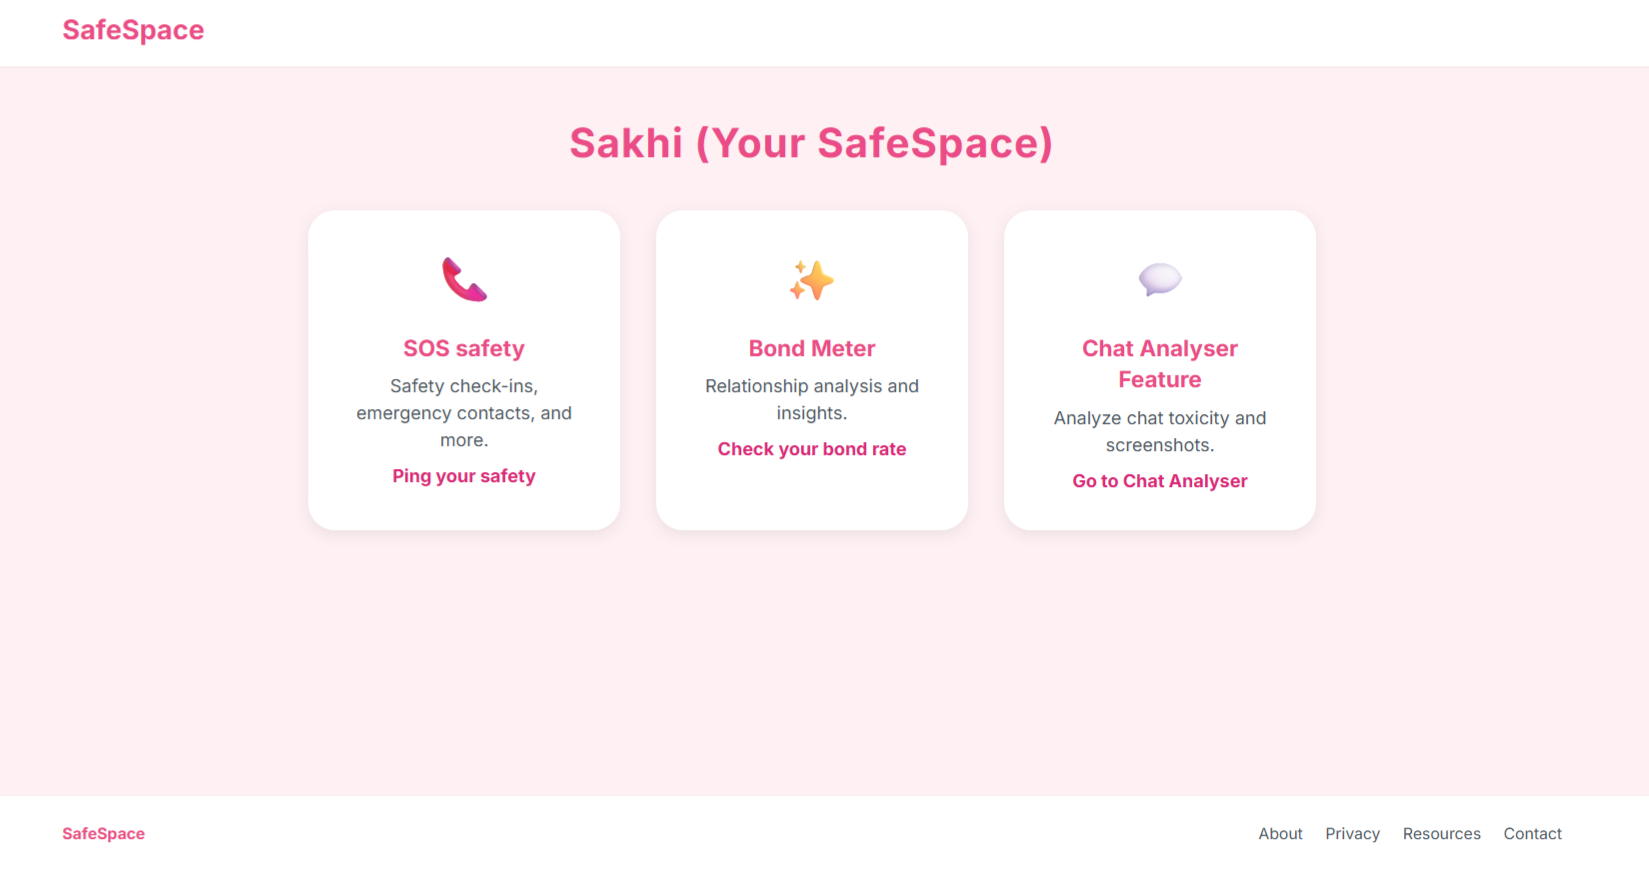 SafeSpace
Sakhi (Your SafeSpace)
SOS safety
Safety check-ins,
emergency contacts, and
more.
Ping your safety
Bond Meter
Relationship analysis and
insights.
Check your bond rate
Chat Analyser
Feature
Analyze chat toxicity and
screenshots.
Go to Chat Analyser
SafeSpace
About Privacy Resources Contact